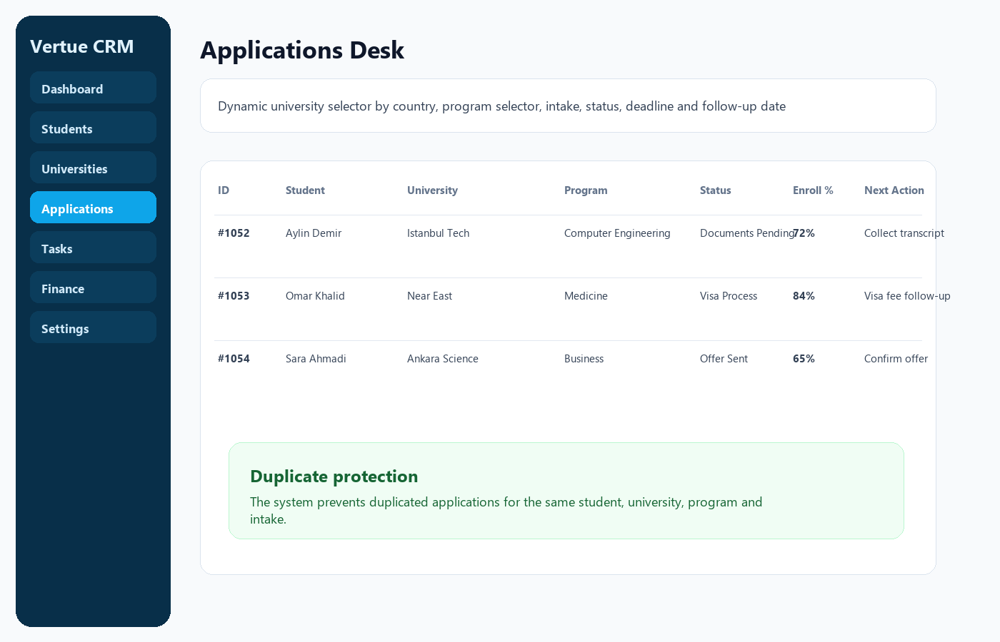 Vertue CRM
Dashboard
Students
Universities
Applications
Tasks
Finance
Settings
Applications Desk
Dynamic university selector by country, program selector, intake, status, deadline and follow-up date
ID Student University Program Status Enroll % Next Action
#1052 Aylin Demir Istanbul Tech Computer Engineering Documents Pending 72% Collect transcript
#1053 Omar Khalid Near East Medicine Visa Process 84% Visa fee follow-up
#1054 Sara Ahmadi Ankara Science Business Offer Sent 65% Confirm offer
Duplicate protection
The system prevents duplicated applications for the same student, university, program and
intake.